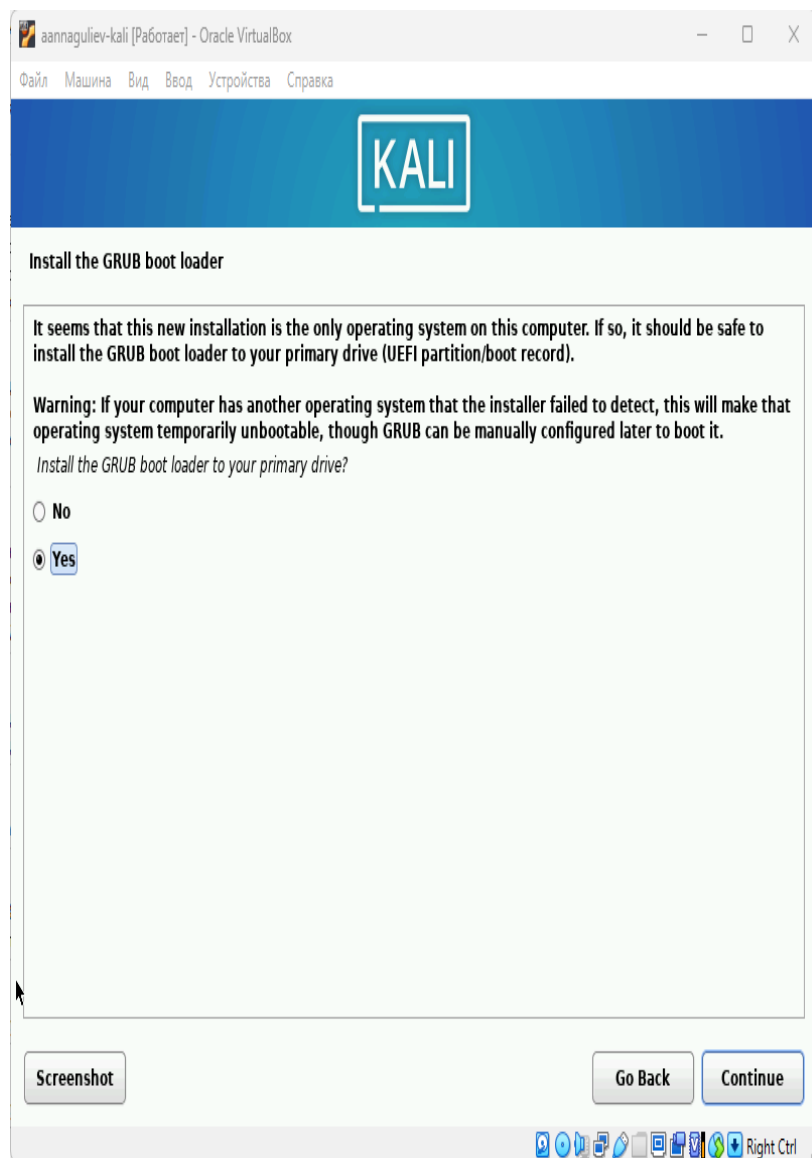 aannaguliev-kali [Работает] - Oracle VirtualBox
Файл Машина Вид Ввод Устройства Справка
KALI
Install the GRUB boot loader
It seems that this new installation is the only operating system on this computer. If so, it should be safe to
install the GRUB boot loader to your primary drive (UEFI partition/boot record).
Warning: If your computer has another operating system that the installer failed to detect, this will make that
operating system temporarily unbootable, though GRUB can be manually configured later to boot it.
Install the GRUB boot loader to your primary drive?
No
Yes
Screenshot Go Back Continue
Right Ctrl